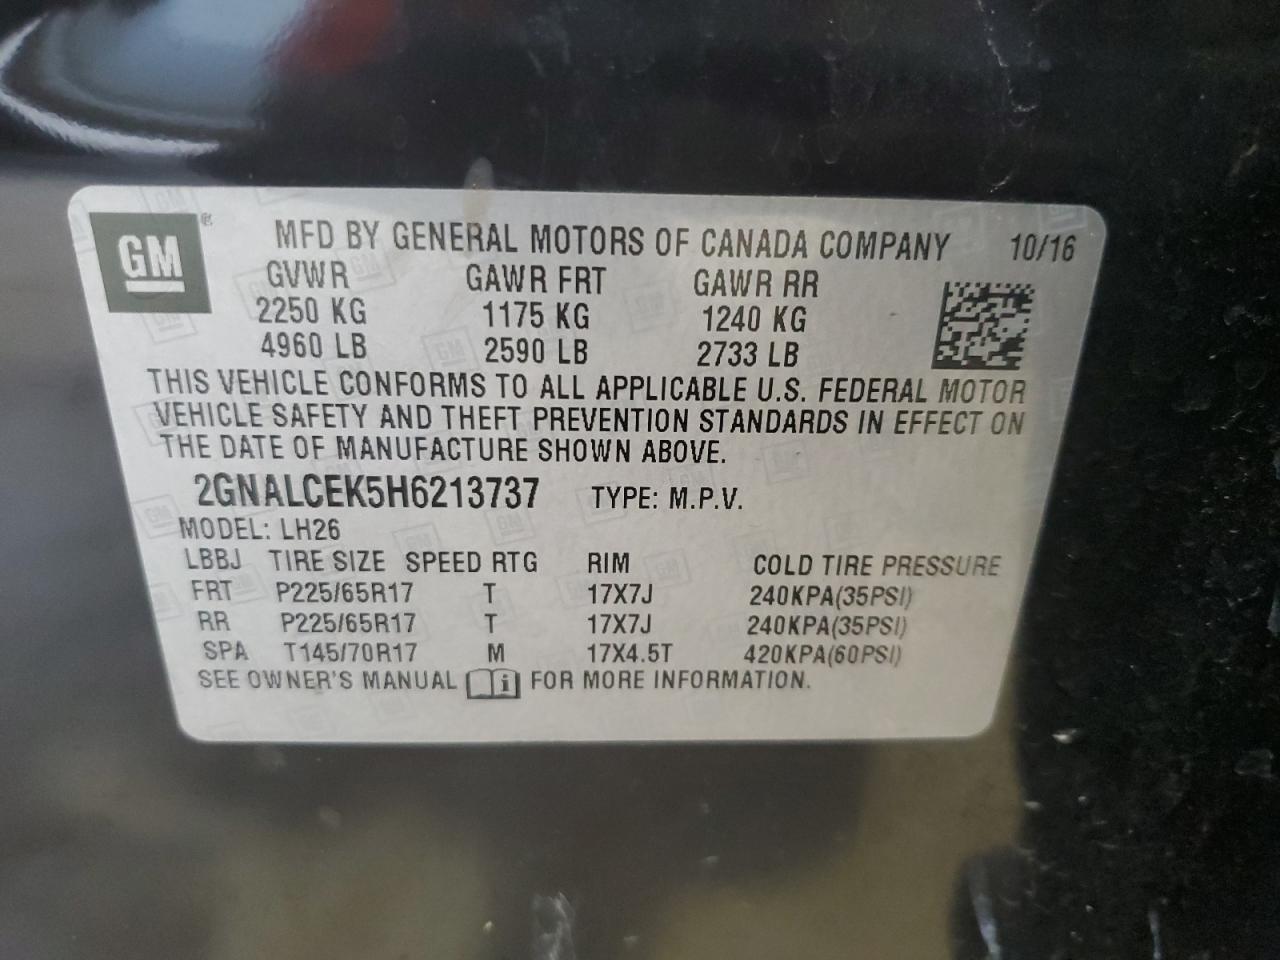 GM ® MFD BY GENERAL MOTORS OF CANADA COMPANY 10/16
GVWR GAWR FRT GAWR RR
2250 KG 1175 KG 1240 KG
4960 LB 2590 LB 2733 LB
THIS VEHICLE CONFORMS TO ALL APPLICABLE U.S. FEDERAL MOTOR
VEHICLE SAFETY AND THEFT PREVENTION STANDARDS IN EFFECT ON
THE DATE OF MANUFACTURE SHOWN ABOVE.
2GNALCEK5H6213737 TYPE: M.P.V.
MODEL: LH26
LBBJ TIRE SIZE SPEED RTG RIM COLD TIRE PRESSURE
FRT P225/65R17 T 17X7J 240KPA(35PSI)
RR P225/65R17 T 17X7J 240KPA(35PSI)
SPA T145/70R17 M 17X4.5T 420KPA(60PSI)
SEE OWNER'S MANUAL i FOR MORE INFORMATION.